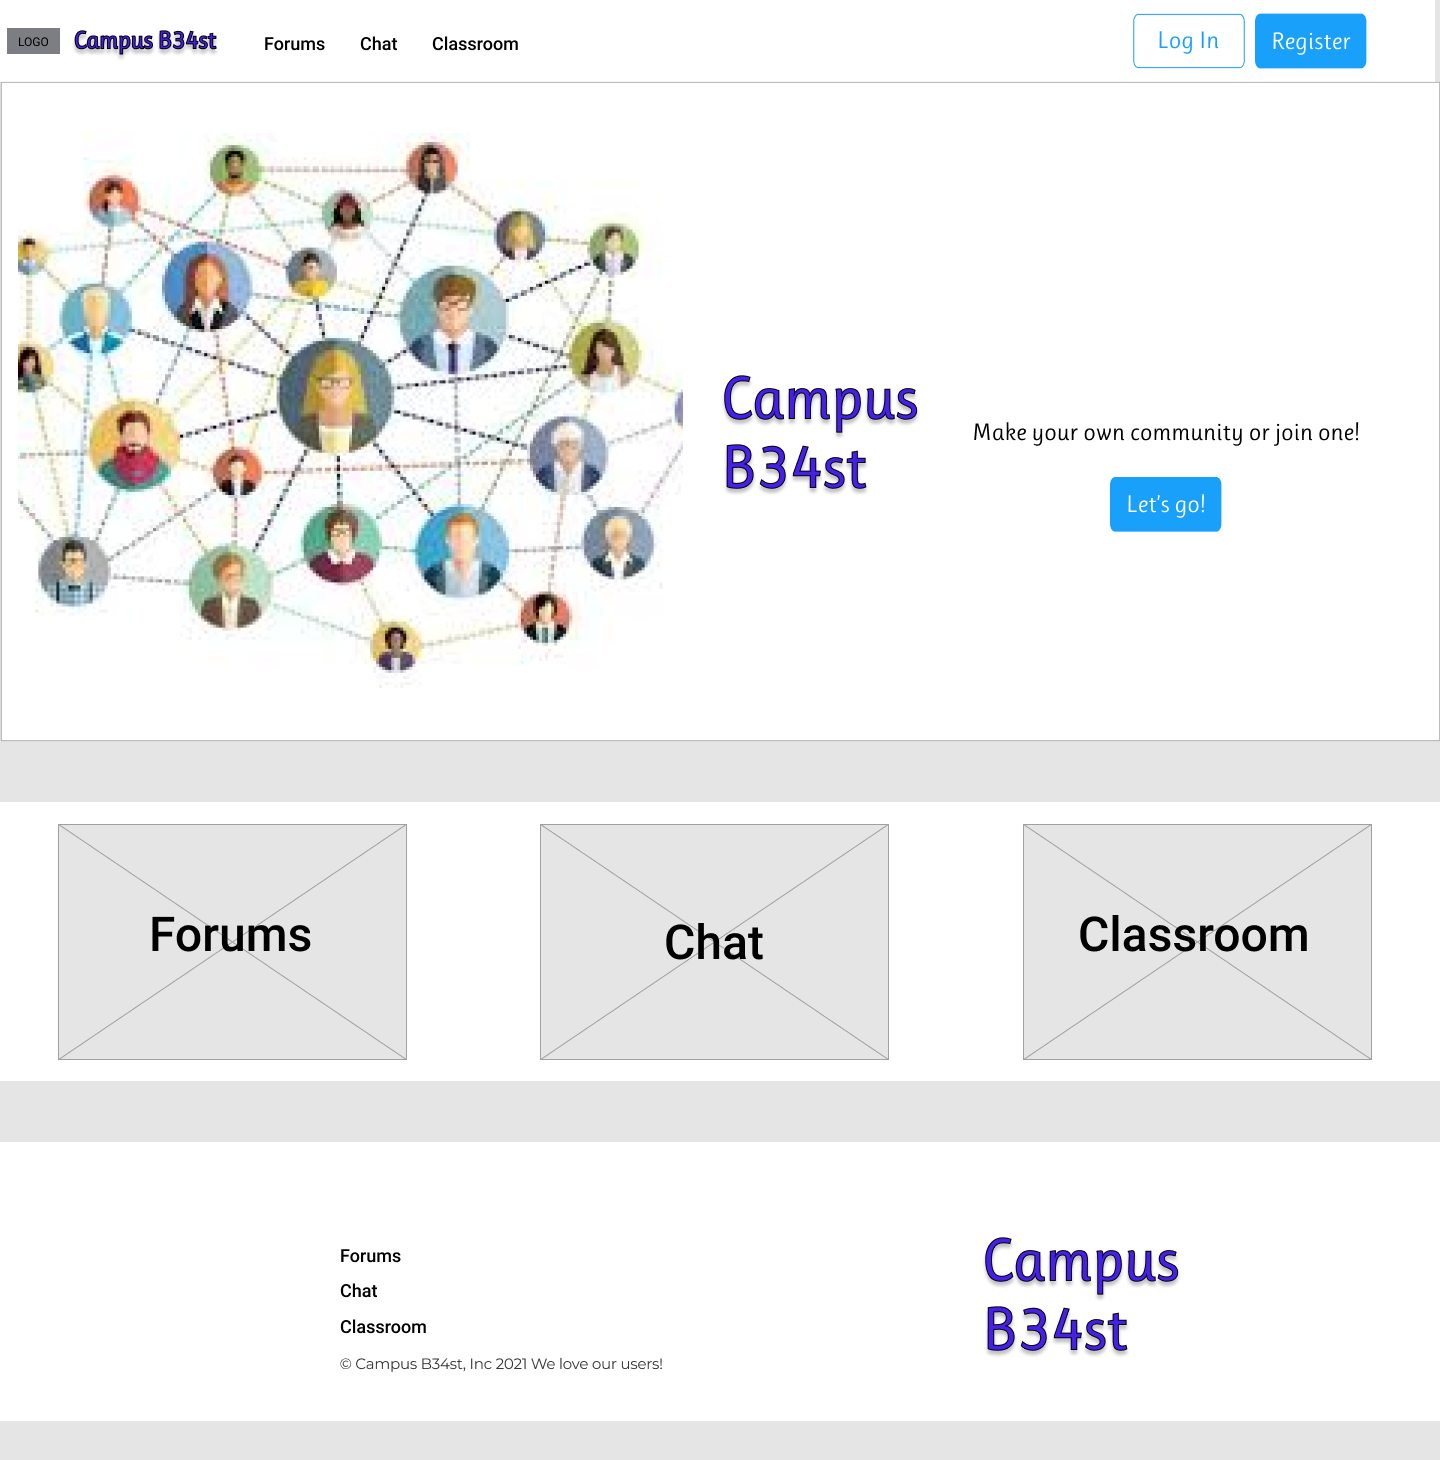 LOGO
Campus B34st
Forums
Chat
Classroom
Log In
Register
Campus
B34st
Make your own community or join one!
Let's go!
Forums
Chat
Classroom
Forums
Chat
Classroom
© Campus B34st, Inc 2021 We love our users!
Campus
B34st